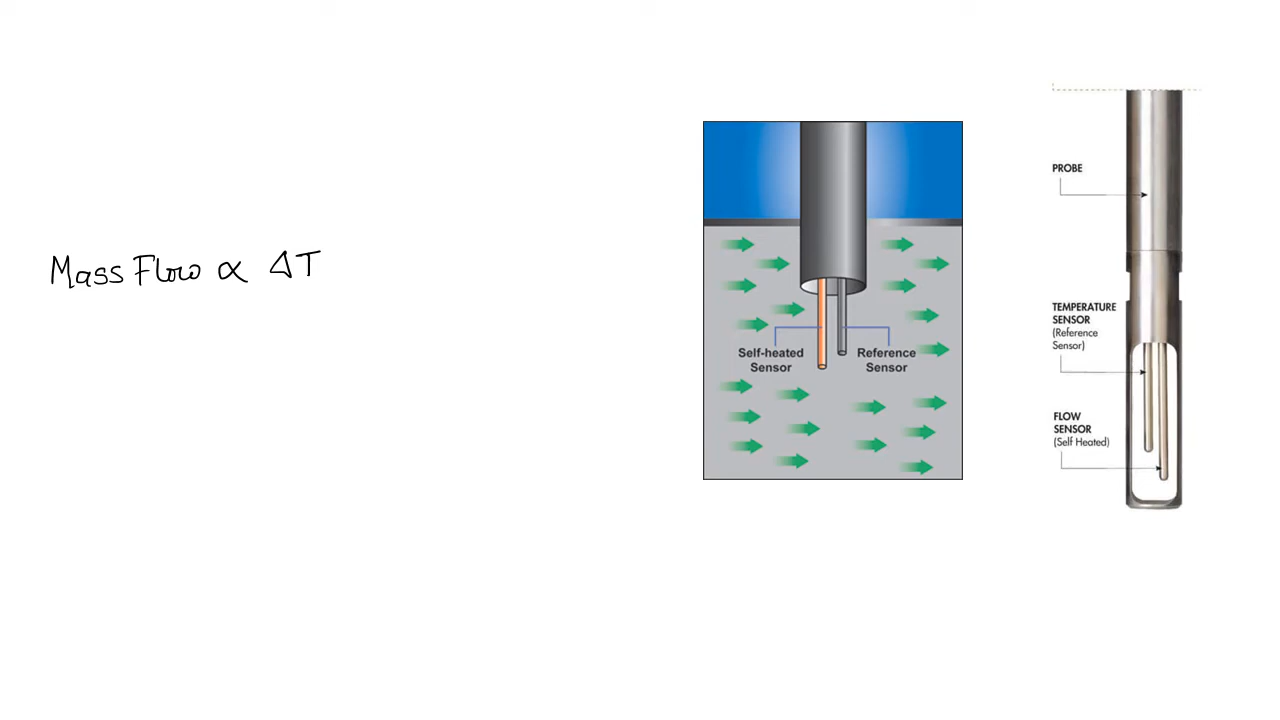 Mass Flow ∝ ΔT
Self-heated
Sensor
Reference
Sensor
PROBE
TEMPERATURE
SENSOR
(Reference
Sensor)
FLOW
SENSOR
(Self Heated)